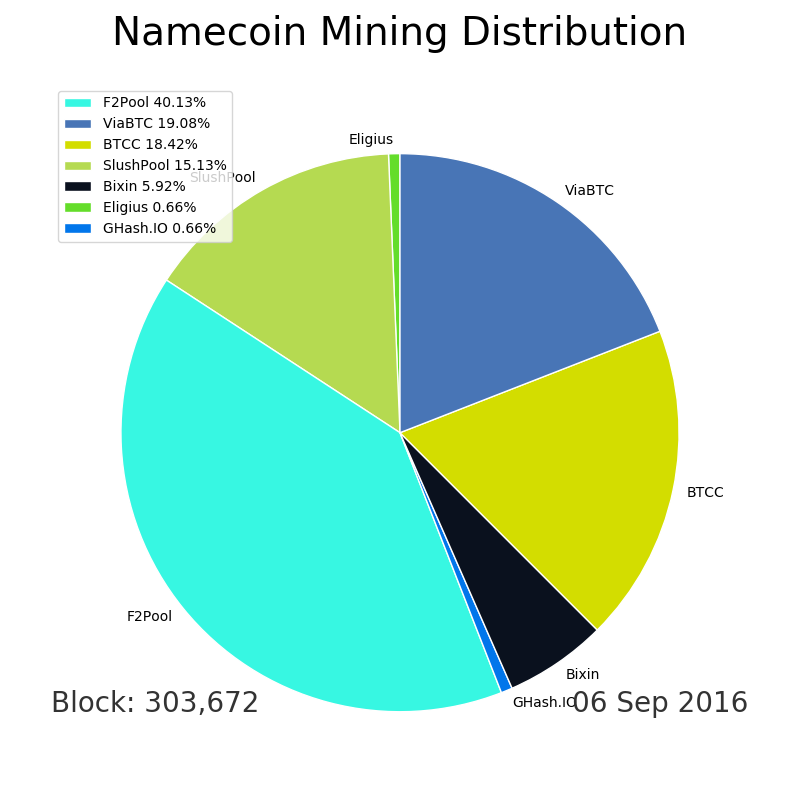 Namecoin Mining Distribution
F2Pool 40.13%
ViaBTC 19.08%
BTCC 18.42%
SlushPool 15.13%
Bixin 5.92%
Eligius 0.66%
GHash.IO 0.66%
Eligius
SlushPool
ViaBTC
BTCC
F2Pool
Bixin
GHash.IO
Block: 303,672
06 Sep 2016